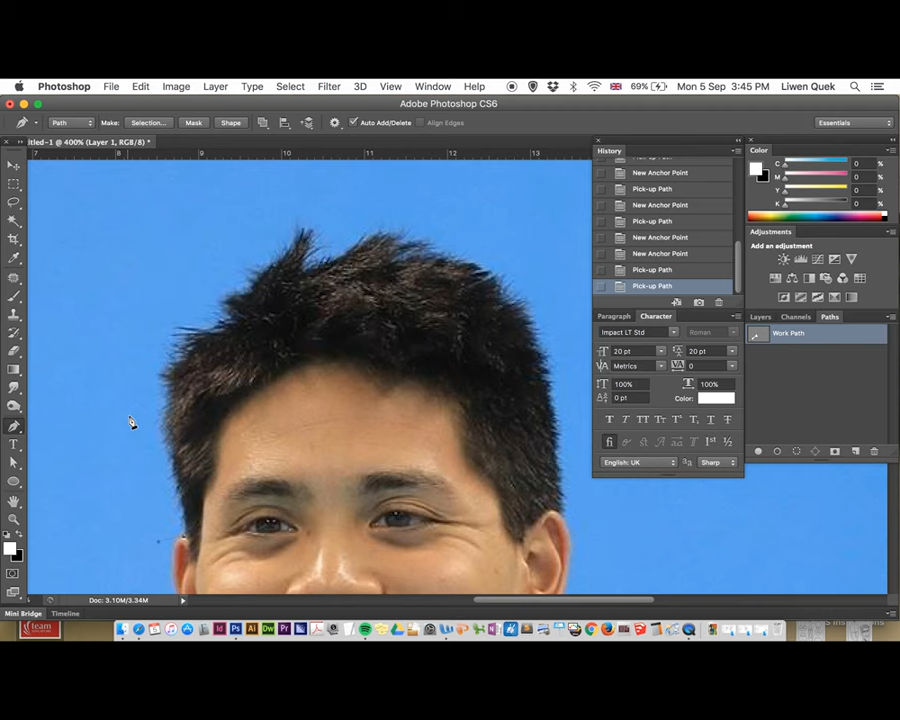 Photoshop File Edit Image Layer Type Select Filter 3D View Window Help 69% Mon 5 Sep 3:45 PM Liwen Quek
Adobe Photoshop CS6
Path Make: Selection... Mask Shape Auto Add/Delete Align Edges Essentials
titled-1 @ 400% (Layer 1, RGB/8) *
7 8 9 10 11 12 13
History
Pick-up Path
New Anchor Point
Pick-up Path
New Anchor Point
Pick-up Path
New Anchor Point
New Anchor Point
Pick-up Path
Pick-up Path
Color
C 0 %
M 0 %
Y 0 %
K 0 %
Adjustments
Add an adjustment
Layers Channels Paths
Work Path
Paragraph Character
Impact LT Std Roman
20 pt 20 pt
Metrics 0
100% 100%
0 pt Color:
English: UK Sharp
Doc: 3.10M/3.34M
Mini Bridge Timeline
team